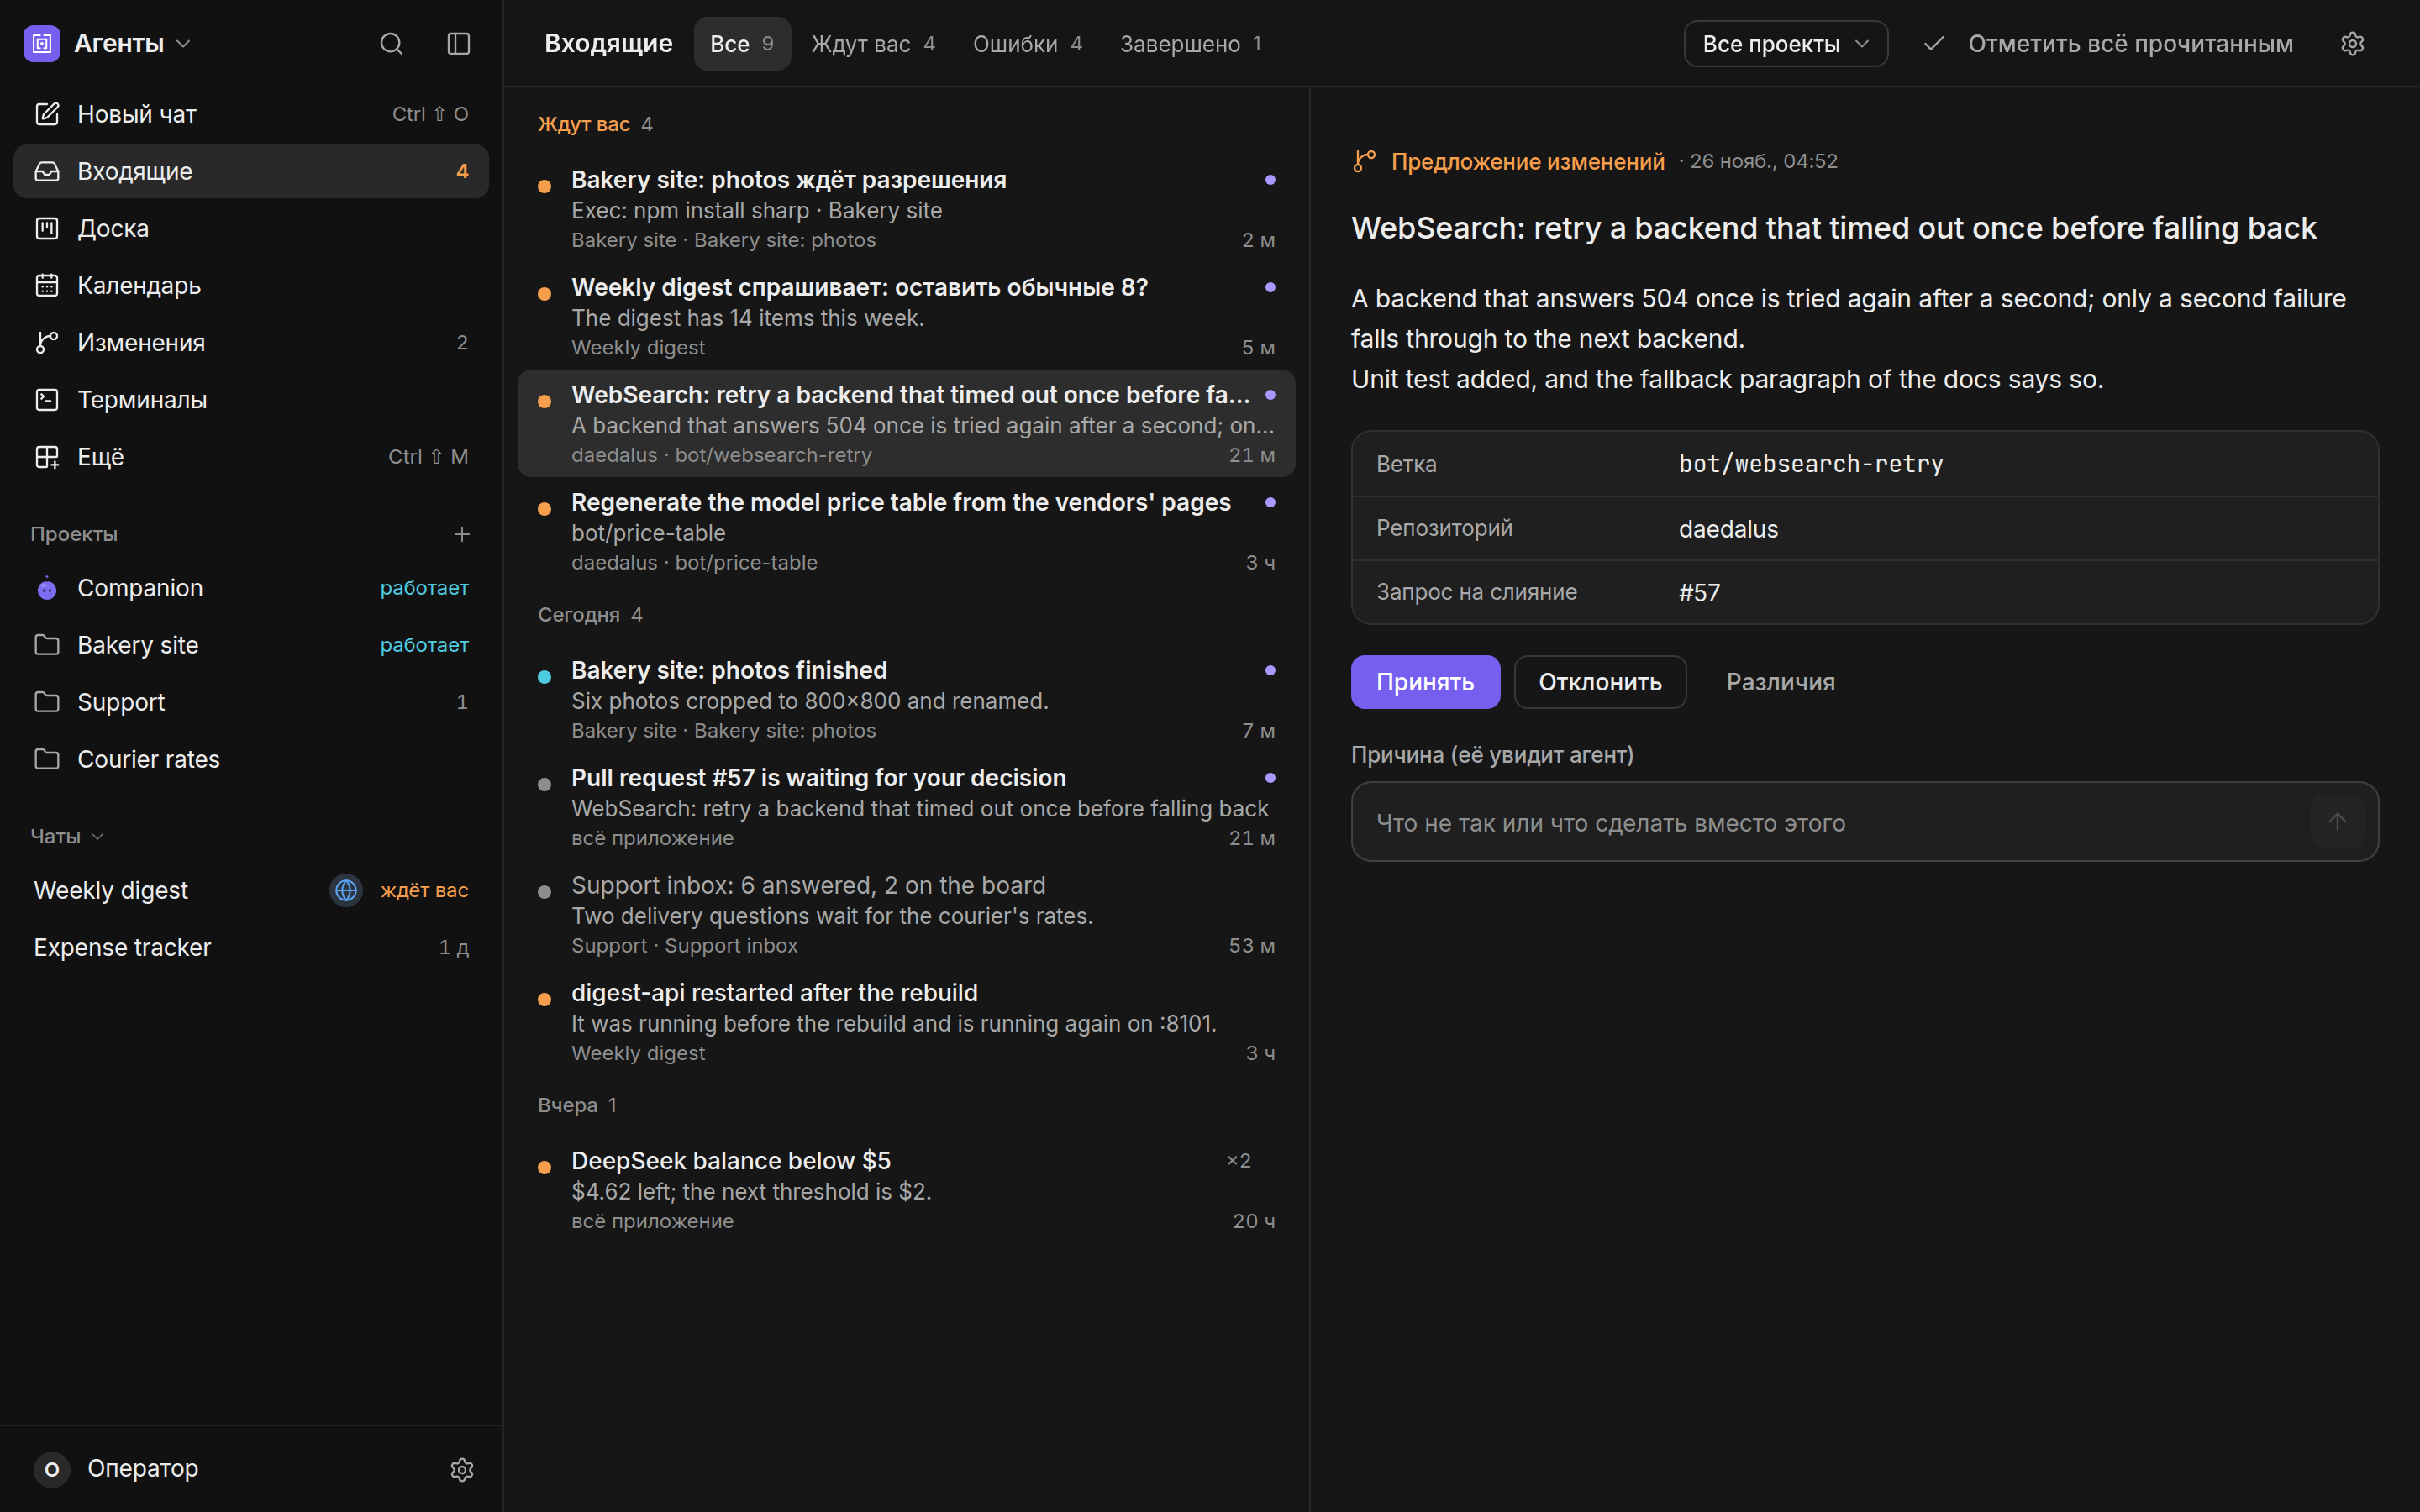 Агенты
Новый чат Ctrl ⇧ O
Входящие 4
Доска
Календарь
Изменения 2
Терминалы
Ещё Ctrl ⇧ M
Проекты
Companion работает
Bakery site работает
Support 1
Courier rates
Чаты
Weekly digest ждёт вас
Expense tracker 1 д
О Оператор
Входящие Все 9 Ждут вас 4 Ошибки 4 Завершено 1
Все проекты Отметить всё прочитанным
Ждут вас 4
Bakery site: photos ждёт разрешения
Exec: npm install sharp · Bakery site
Bakery site · Bakery site: photos 2 м
Weekly digest спрашивает: оставить обычные 8?
The digest has 14 items this week.
Weekly digest 5 м
WebSearch: retry a backend that timed out once before fa...
A backend that answers 504 once is tried again after a second; on...
daedalus · bot/websearch-retry 21 м
Regenerate the model price table from the vendors' pages
bot/price-table
daedalus · bot/price-table 3 ч
Сегодня 4
Bakery site: photos finished
Six photos cropped to 800×800 and renamed.
Bakery site · Bakery site: photos 7 м
Pull request #57 is waiting for your decision
WebSearch: retry a backend that timed out once before falling back
всё приложение 21 м
Support inbox: 6 answered, 2 on the board
Two delivery questions wait for the courier's rates.
Support · Support inbox 53 м
digest-api restarted after the rebuild
It was running before the rebuild and is running again on :8101.
Weekly digest 3 ч
Вчера 1
DeepSeek balance below $5 ×2
$4.62 left; the next threshold is $2.
всё приложение 20 ч
Предложение изменений · 26 нояб., 04:52
WebSearch: retry a backend that timed out once before falling back
A backend that answers 504 once is tried again after a second; only a second failure
falls through to the next backend.
Unit test added, and the fallback paragraph of the docs says so.
Ветка bot/websearch-retry
Репозиторий daedalus
Запрос на слияние #57
Принять Отклонить Различия
Причина (её увидит агент)
Что не так или что сделать вместо этого